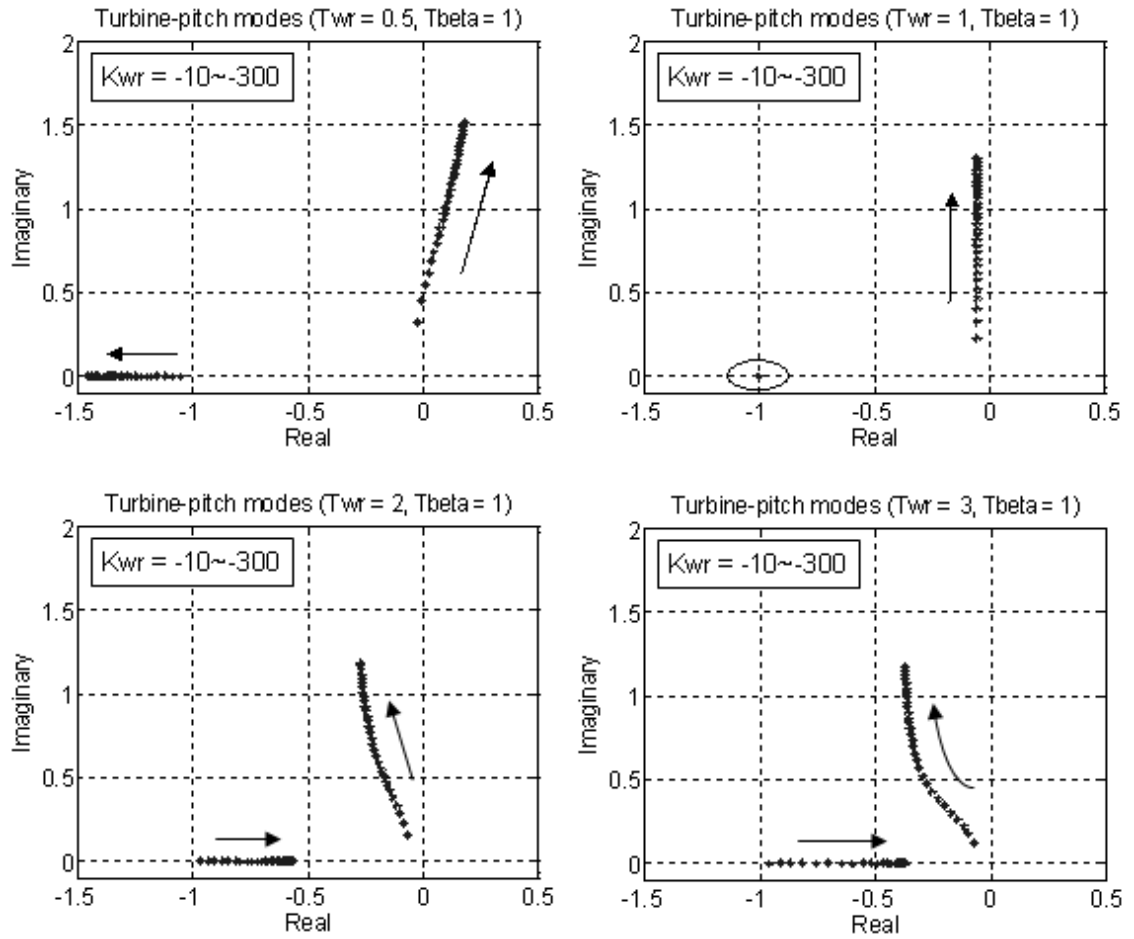 Turbine-pitch modes (Twr = 0.5, Tbeta = 1)
Kwr = -10~-300
Imaginary
2
1.5
1
0.5
0
-1.5 -1 -0.5 0 0.5
Real
Turbine-pitch modes (Twr = 1, Tbeta = 1)
Kwr = -10~-300
Imaginary
2
1.5
1
0.5
0
-1.5 -1 -0.5 0 0.5
Real
Turbine-pitch modes (Twr = 2, Tbeta = 1)
Kwr = -10~-300
Imaginary
2
1.5
1
0.5
0
-1.5 -1 -0.5 0 0.5
Real
Turbine-pitch modes (Twr = 3, Tbeta = 1)
Kwr = -10~-300
Imaginary
2
1.5
1
0.5
0
-1.5 -1 -0.5 0 0.5
Real